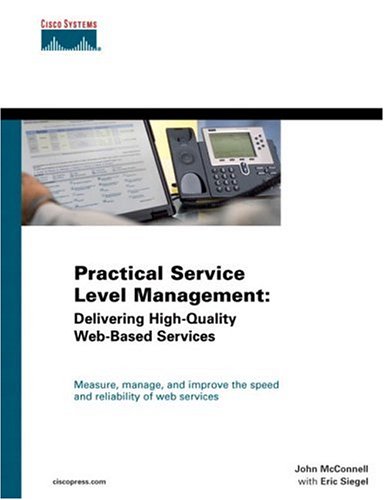 CISCO SYSTEMS
Practical Service
Level Management:
Delivering High-Quality
Web-Based Services
Measure, manage, and improve the speed
and reliability of web services
John McConnell
with Eric Siegel
ciscopress.com